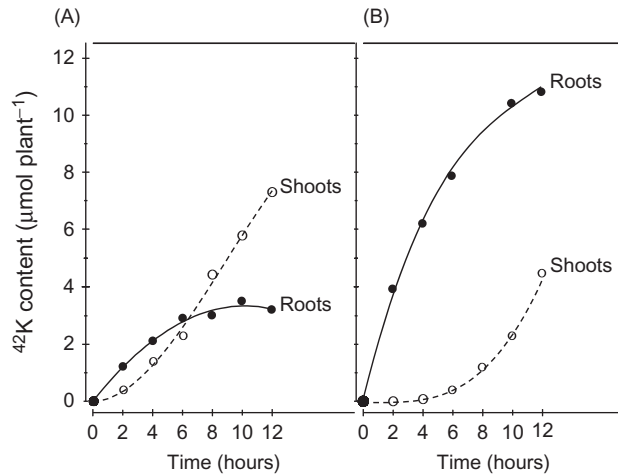 (A)
(B)
⁴²K content (μmol plant⁻¹)
12
10
8
6
4
2
0
Shoots
Roots
Roots
Shoots
0 2 4 6 8 10 12
0 2 4 6 8 10 12
Time (hours)
Time (hours)